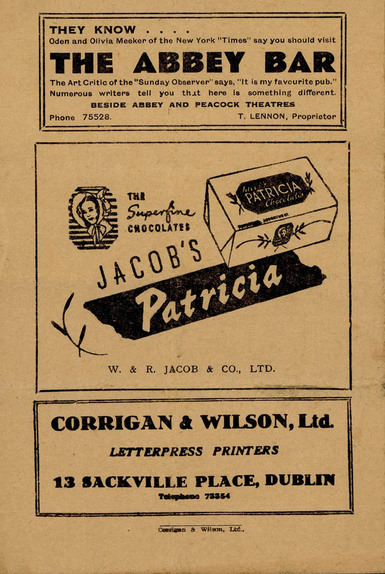 THEY KNOW . . . .
Oden and Olivia Meeker of the New York "Times" say you should visit
THE ABBEY BAR
The Art Critic of the "Sunday Observer" says, "It is my favourite pub."
Numerous writers tell you that here is something different.
BESIDE ABBEY AND PEACOCK THEATRES
Phone 75528. T. LENNON, Proprietor
THE
Superfine
CHOCOLATES
PATRICIA
Chocolates
JACOB'S
Patricia
W. & R. JACOB & CO., LTD.
CORRIGAN & WILSON, Ltd.
LETTERPRESS PRINTERS
13 SACKVILLE PLACE, DUBLIN
Telephone
Corrigan & Wilson, Ltd.,